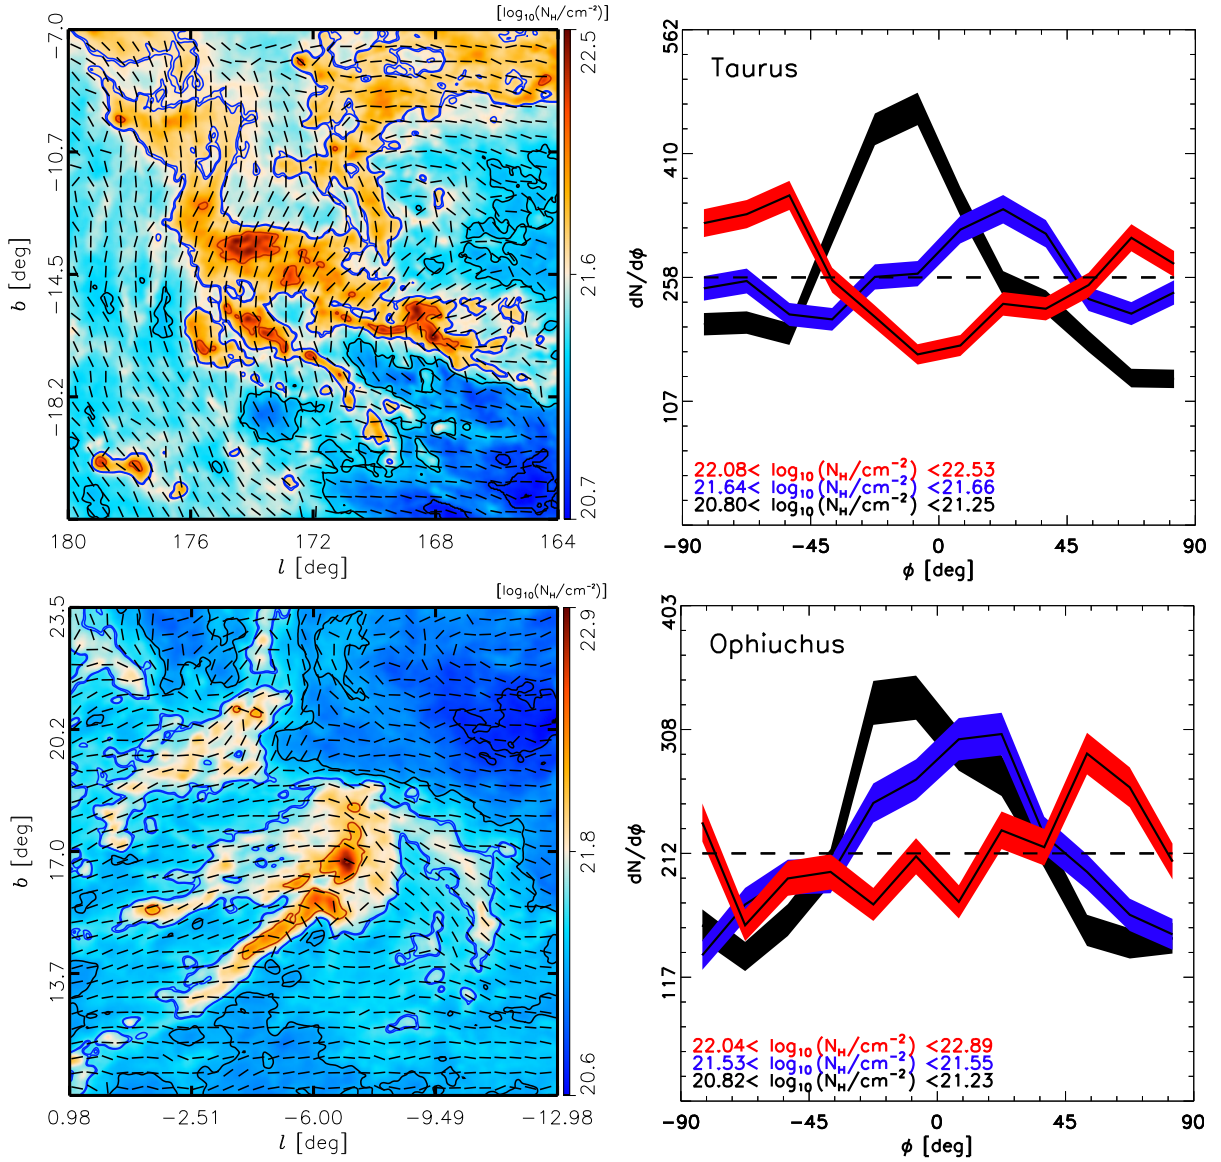 [log₁₀(N_H/cm⁻²)]
−7.0
−10.7
−14.5
−18.2
b [deg]
180
176
172
168
164
l [deg]
22.5
21.6
20.7
562
410
258
107
dN/dφ
Taurus
22.08< log₁₀(N_H/cm⁻²) <22.53
21.64< log₁₀(N_H/cm⁻²) <21.66
20.80< log₁₀(N_H/cm⁻²) <21.25
−90
−45
0
45
90
φ [deg]
[log₁₀(N_H/cm⁻²)]
23.5
20.2
17.0
13.7
b [deg]
0.98
−2.51
−6.00
−9.49
−12.98
l [deg]
22.9
21.8
20.6
403
308
212
117
dN/dφ
Ophiuchus
22.04< log₁₀(N_H/cm⁻²) <22.89
21.53< log₁₀(N_H/cm⁻²) <21.55
20.82< log₁₀(N_H/cm⁻²) <21.23
−90
−45
0
45
90
φ [deg]